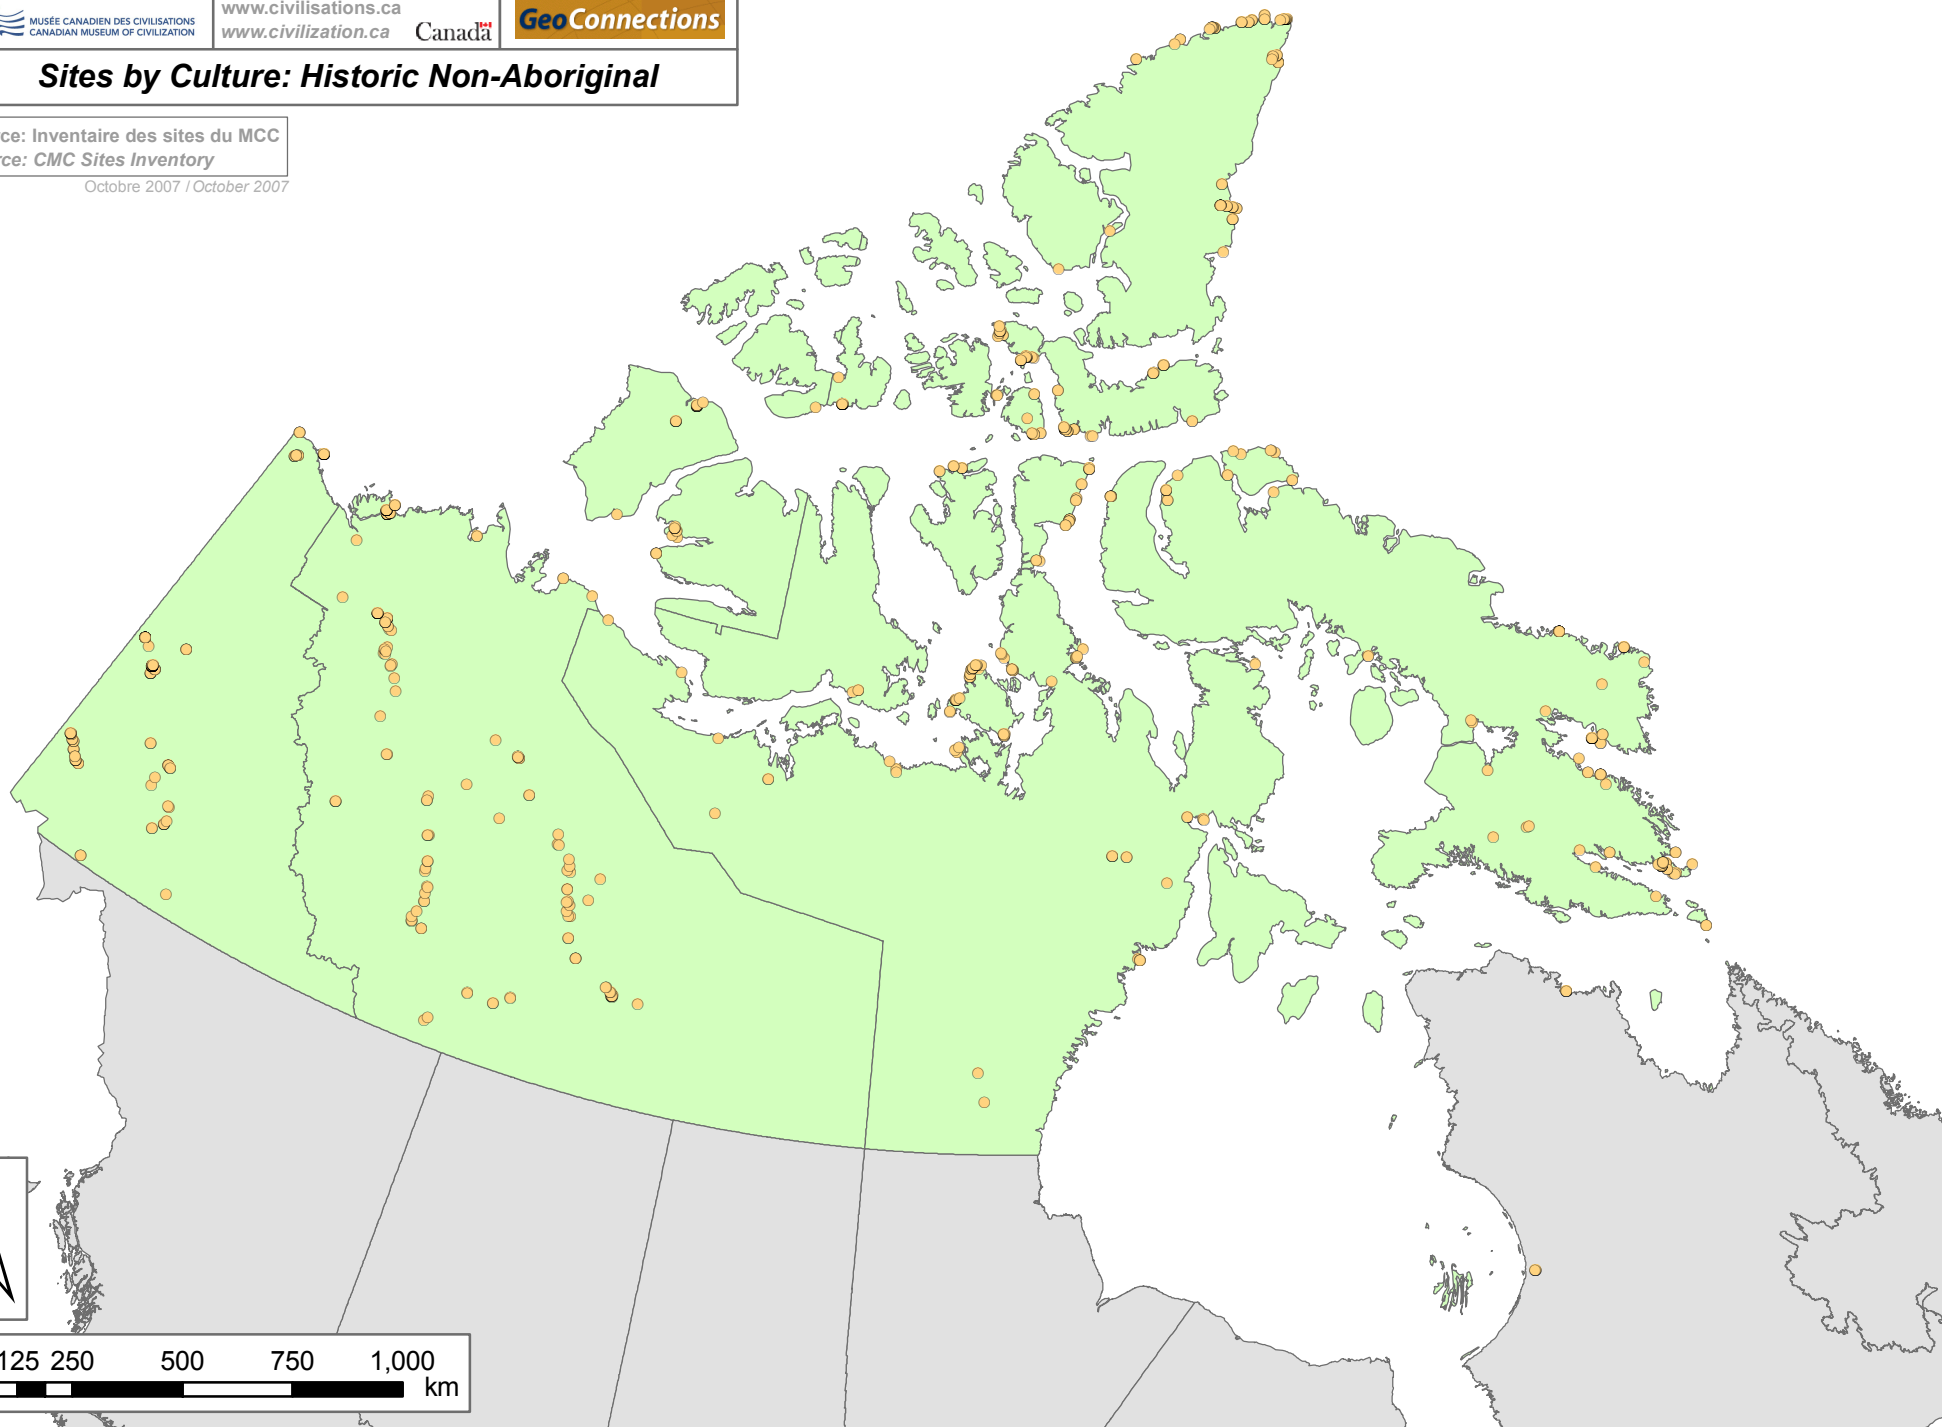 MUSÉE CANADIEN DES CIVILISATIONS
CANADIAN MUSEUM OF CIVILIZATION
www.civilisations.ca
www.civilization.ca
Canada
GeoConnections
Sites by Culture: Historic Non-Aboriginal
rce: Inventaire des sites du MCC
rce: CMC Sites Inventory
Octobre 2007 / October 2007
125 250 500 750 1,000
km